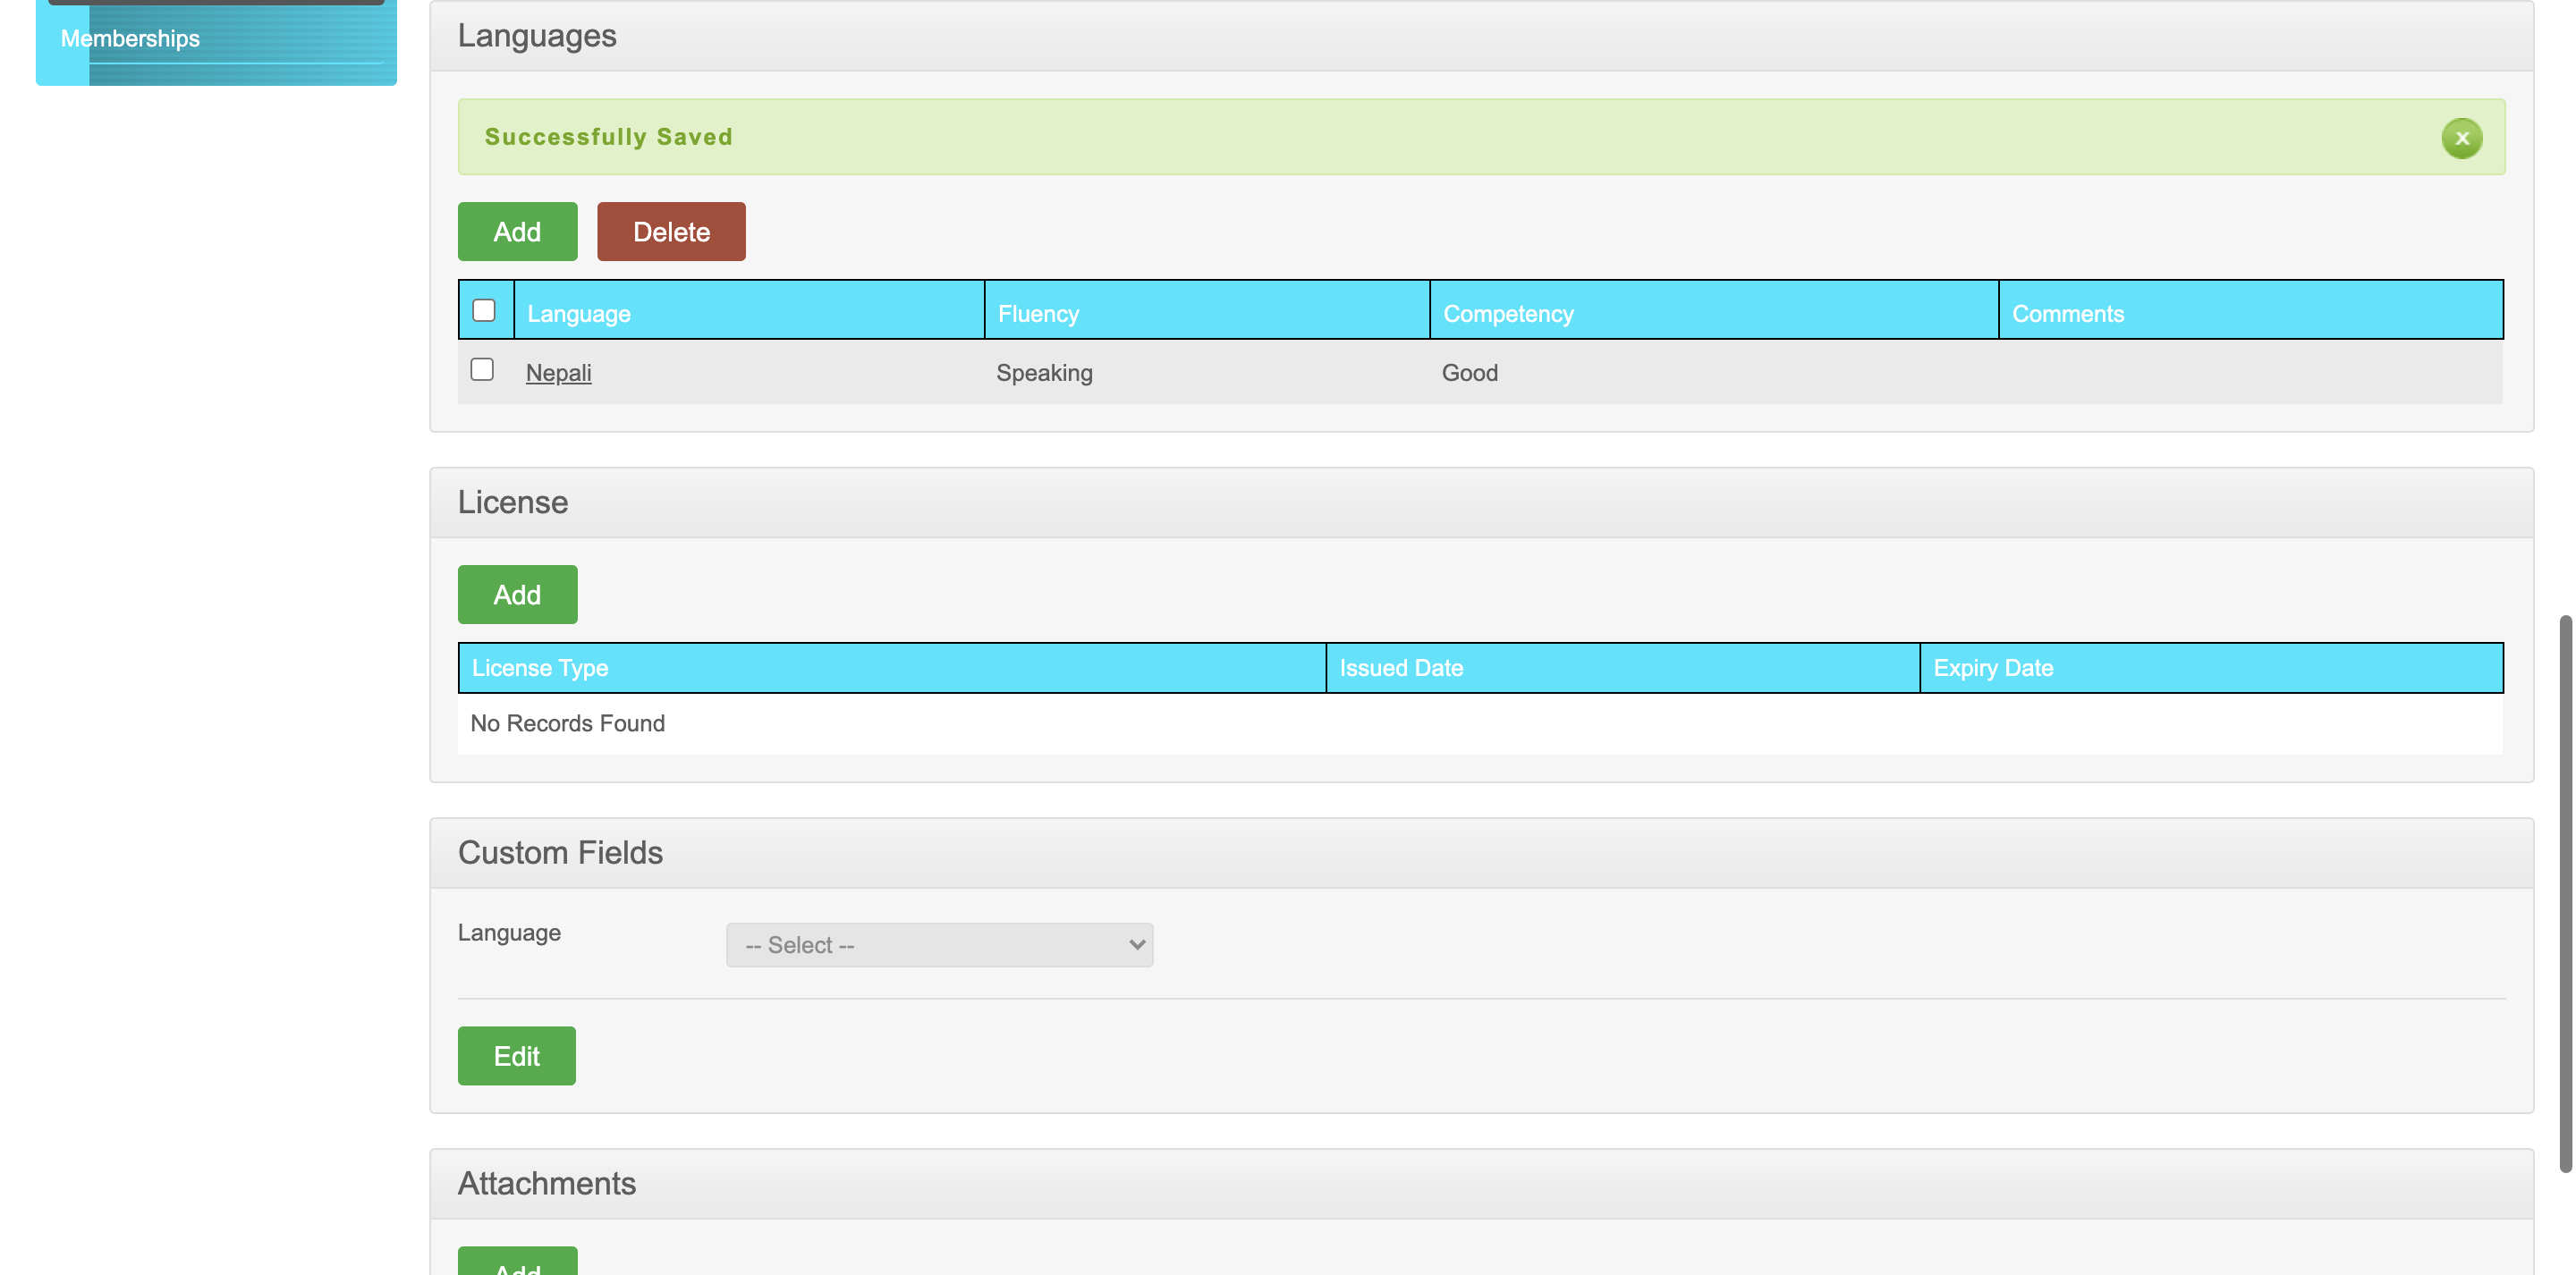 Memberships
Languages
Successfully Saved
x
Add Delete
Language Fluency Competency Comments
Nepali Speaking Good
License
Add
License Type Issued Date Expiry Date
No Records Found
Custom Fields
Language -- Select --
Edit
Attachments
Add